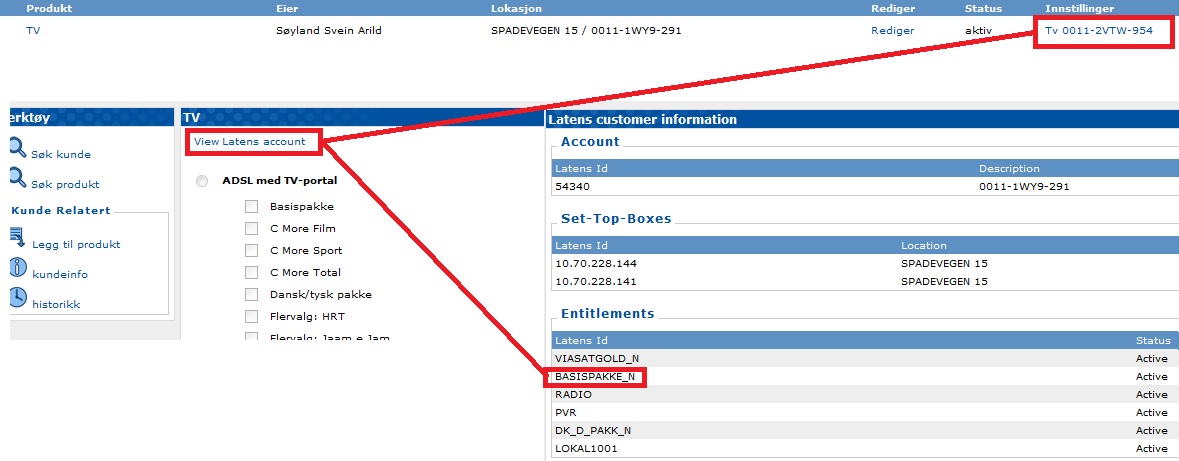 Produkt Eier Lokasjon Rediger Status Innstillinger
TV Søyland Svein Arild SPADEVEGEN 15 / 0011-1WY9-291 Rediger aktiv Tv 0011-2VTW-954
erktøy
Søk kunde
Søk produkt
Kunde Relatert
Legg til produkt
kundeinfo
historikk
TV
View Latens account
ADSL med TV-portal
Basispakke
C More Film
C More Sport
C More Total
Dansk/tysk pakke
Flervalg: HRT
Flervalg: Jaam e Jam
Latens customer information
Account
Latens Id Description
54340 0011-1WY9-291
Set-Top-Boxes
Latens Id Location
10.70.228.144 SPADEVEGEN 15
10.70.228.141 SPADEVEGEN 15
Entitlements
Latens Id Status
VIASATGOLD_N Active
BASISPAKKE_N Active
RADIO Active
PVR Active
DK_D_PAKK_N Active
LOKAL1001 Active